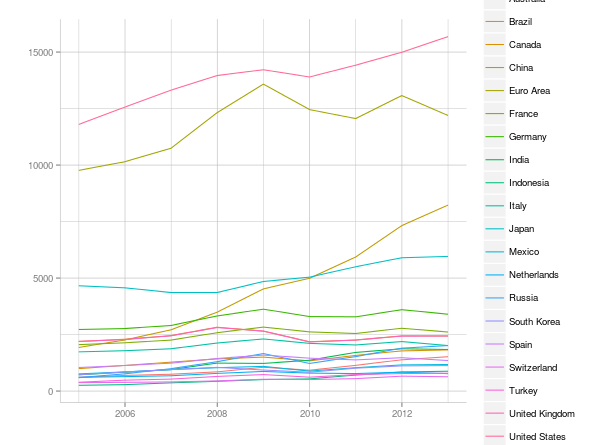 15000
10000
5000
0
2006
2008
2010
2012
Australia
Brazil
Canada
China
Euro Area
France
Germany
India
Indonesia
Italy
Japan
Mexico
Netherlands
Russia
South Korea
Spain
Switzerland
Turkey
United Kingdom
United States